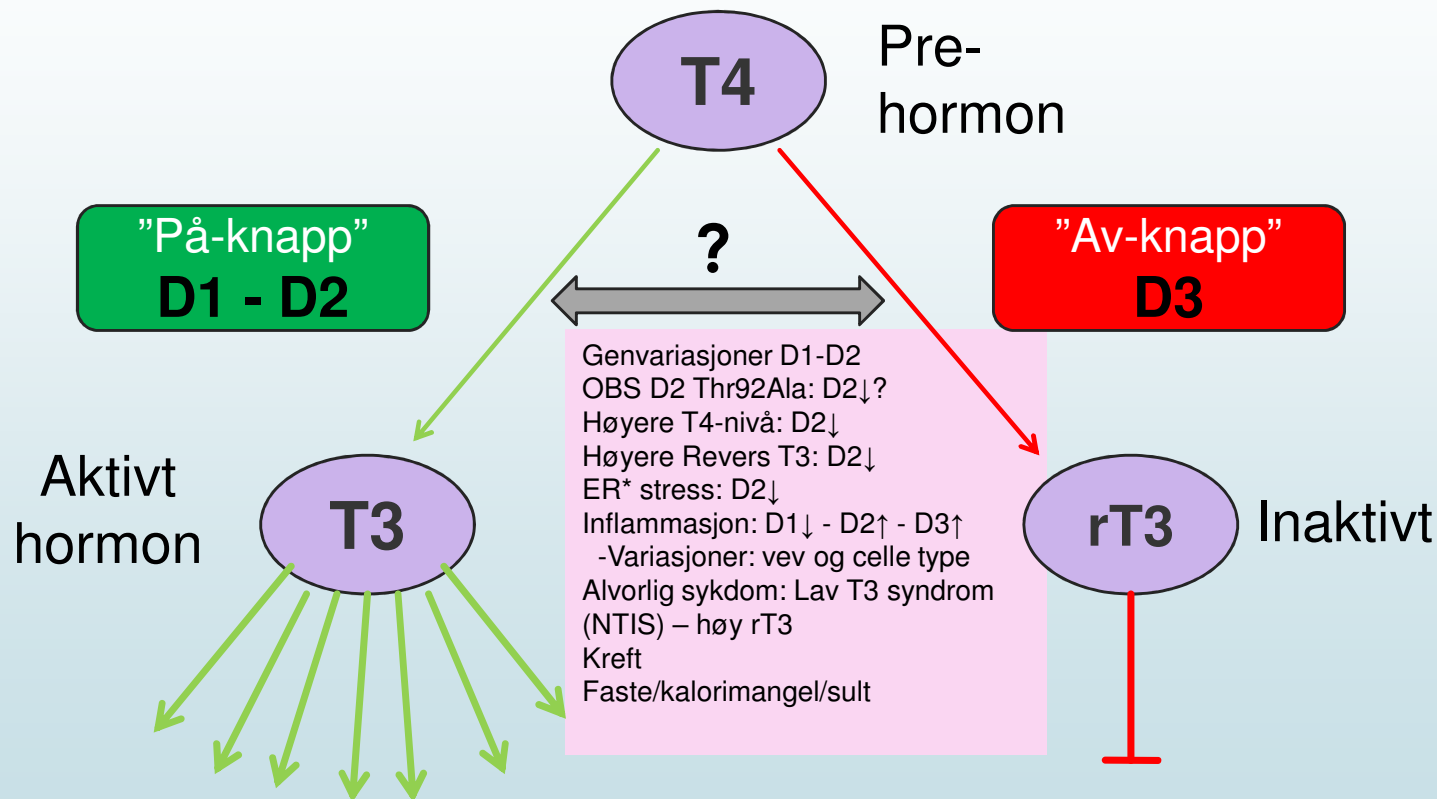 T4
Pre-
hormon
”På-knapp”
D1 - D2
?
”Av-knapp”
D3
Genvariasjoner D1-D2
OBS D2 Thr92Ala: D2↓?
Høyere T4-nivå: D2↓
Høyere Revers T3: D2↓
ER* stress: D2↓
Inflammasjon: D1↓ - D2↑ - D3↑
-Variasjoner: vev og celle type
Alvorlig sykdom: Lav T3 syndrom
(NTIS) – høy rT3
Kreft
Faste/kalorimangel/sult
Aktivt
hormon
T3
rT3
Inaktivt